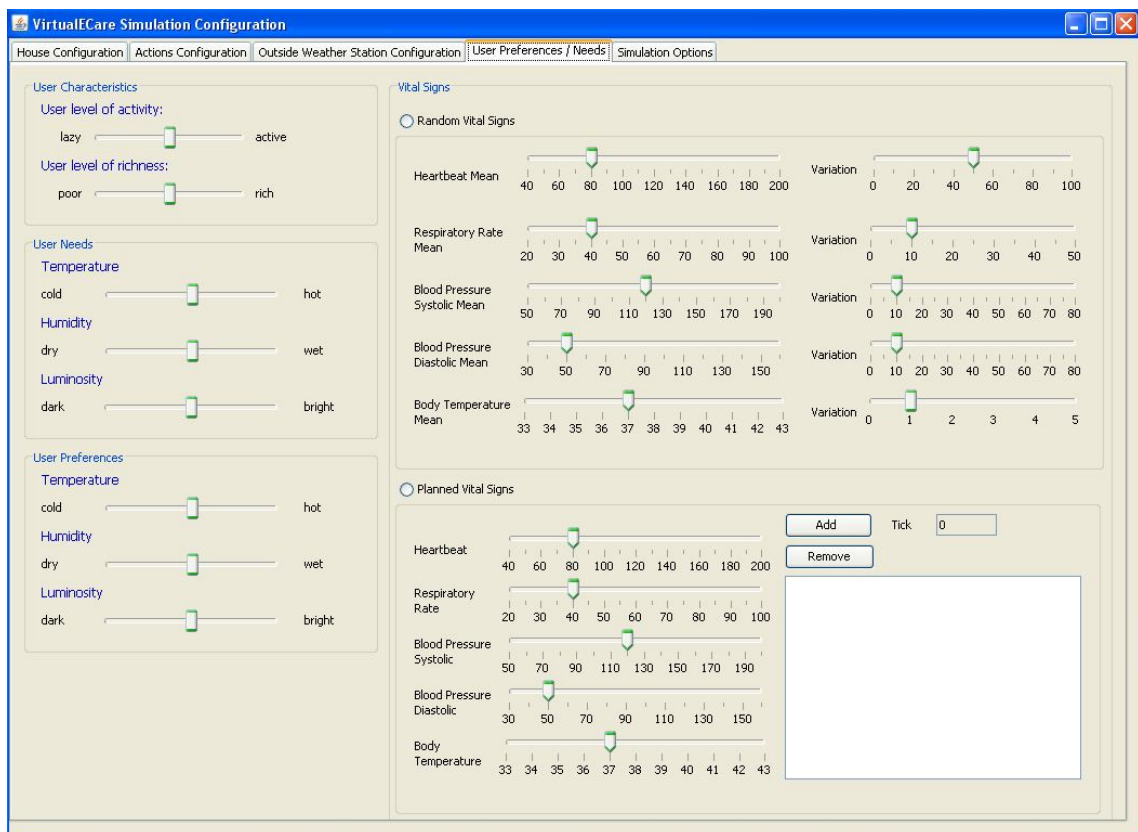 VirtualECare Simulation Configuration
House Configuration Actions Configuration Outside Weather Station Configuration User Preferences / Needs Simulation Options
User Characteristics
User level of activity:
lazy active
User level of richness:
poor rich
User Needs
Temperature
cold hot
Humidity
dry wet
Luminosity
dark bright
User Preferences
Temperature
cold hot
Humidity
dry wet
Luminosity
dark bright
Vital Signs
Random Vital Signs
Heartbeat Mean
40 60 80 100 120 140 160 180 200
Variation
0 20 40 60 80 100
Respiratory Rate
Mean
20 30 40 50 60 70 80 90 100
Variation
0 10 20 30 40 50
Blood Pressure
Systolic Mean
50 70 90 110 130 150 170 190
Variation
0 10 20 30 40 50 60 70 80
Blood Pressure
Diastolic Mean
30 50 70 90 110 130 150
Variation
0 10 20 30 40 50 60 70 80
Body Temperature
Mean
33 34 35 36 37 38 39 40 41 42 43
Variation
0 1 2 3 4 5
Planned Vital Signs
Heartbeat
40 60 80 100 120 140 160 180 200
Respiratory
Rate
20 30 40 50 60 70 80 90 100
Blood Pressure
Systolic
50 70 90 110 130 150 170 190
Blood Pressure
Diastolic
30 50 70 90 110 130 150
Body
Temperature
33 34 35 36 37 38 39 40 41 42 43
Add Tick 0
Remove